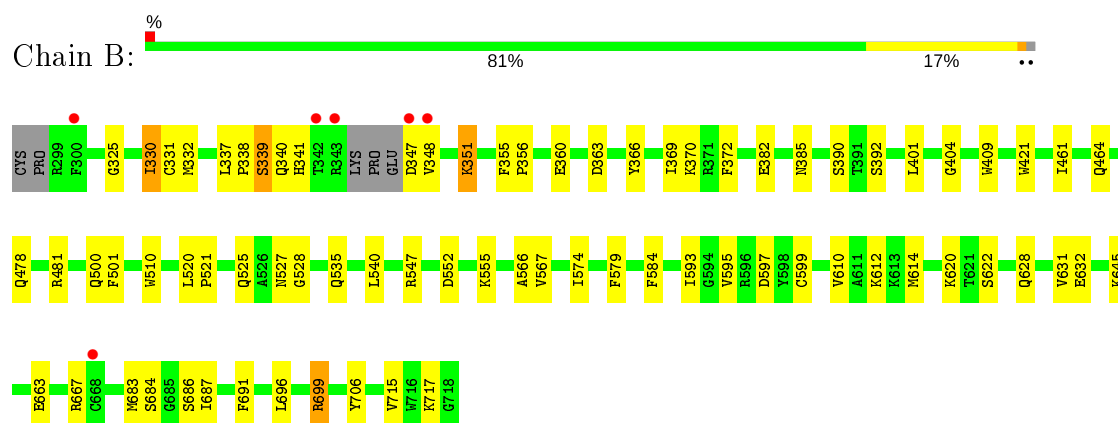 %
Chain B:
81% 17% ••
CYS PRO R299 F300 G325 I330 C331 M332 L337 P338 S339 Q340 H341 T342 R343 LYS PRO GLU D347 V348 K351 F355 P356 E360 D363 Y366 I369 K370 R371 F372 E382 N385 S390 T391 S392 L401 G404 W409 W421 I461 Q464
Q478 R481 Q500 F501 W510 L520 P521 Q525 A526 N527 G528 Q535 L540 R547 D552 K555 A566 V567 I574 F579 F584 I593 G594 V595 R596 D597 Y598 C599 V610 A611 K612 K613 M614 K620 T621 S622 Q628 V631 E632 K645
E663 R667 C668 M683 S684 G685 S686 I687 F691 L696 R699 Y706 V715 W716 K717 G718